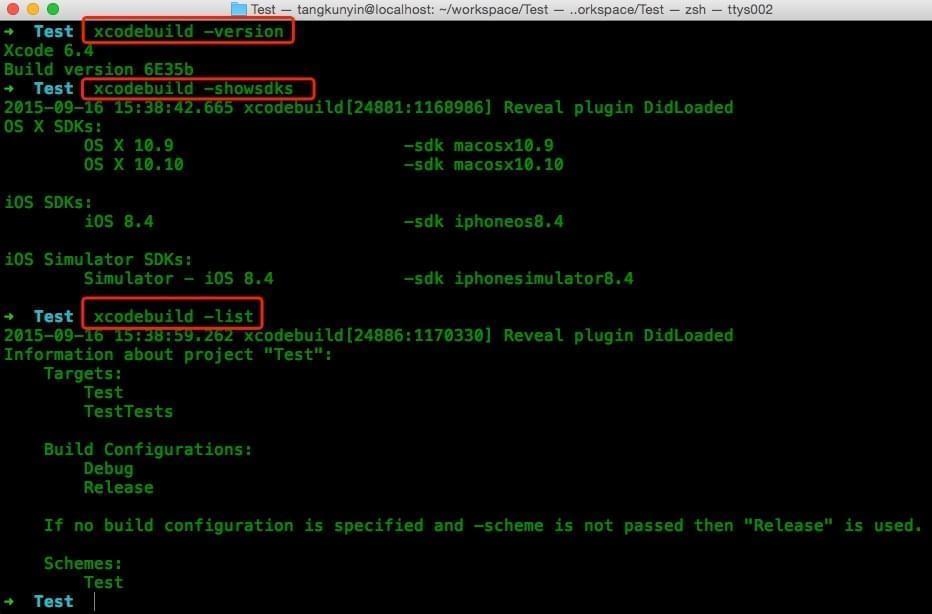 Test — tangkunyin@localhost: ~/workspace/Test — ..orkspace/Test — zsh — ttys002
➜  Test  xcodebuild -version
Xcode 6.4
Build version 6E35b
➜  Test  xcodebuild -showsdks
2015-09-16 15:38:42.665 xcodebuild[24881:1168986] Reveal plugin DidLoaded
OS X SDKs:
        OS X 10.9                       -sdk macosx10.9
        OS X 10.10                      -sdk macosx10.10

iOS SDKs:
        iOS 8.4                         -sdk iphoneos8.4

iOS Simulator SDKs:
        Simulator - iOS 8.4             -sdk iphonesimulator8.4

➜  Test  xcodebuild -list
2015-09-16 15:38:59.262 xcodebuild[24886:1170330] Reveal plugin DidLoaded
Information about project "Test":
    Targets:
        Test
        TestTests

    Build Configurations:
        Debug
        Release

    If no build configuration is specified and -scheme is not passed then "Release" is used.

    Schemes:
        Test
➜  Test